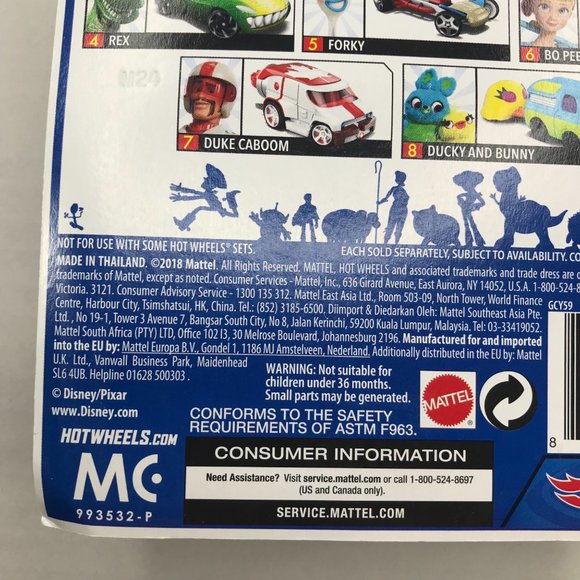 4 REX
5 FORKY
6 BO PEE
M24
7 DUKE CABOOM
8 DUCKY AND BUNNY
NOT FOR USE WITH SOME HOT WHEELS® SETS.
EACH SOLD SEPARATELY, SUBJECT TO AVAILABILITY. CO
MADE IN THAILAND. ©2018 Mattel. All Rights Reserved. MATTEL, HOT WHEELS and associated trademarks and trade dress are o
trademarks of Mattel, except as noted. Consumer Services - Mattel, Inc., 636 Girard Avenue, East Aurora, NY 14052, U.S.A. 1-800-524-8
Victoria. 3121. Consumer Advisory Service - 1300 135 312. Mattel East Asia Ltd., Room 503-09, North Tower, World Finance
Centre, Harbour City, Tsimshatsui, HK, China. Tel.: (852) 3185-6500. Diimport & Diedarkan Oleh: Mattel Southeast Asia Pte.
Ltd., No 19-1, Tower 3 Avenue 7, Bangsar South City, No 8, Jalan Kerinchi, 59200 Kuala Lumpur, Malaysia. Tel: 03-33419052.
Mattel South Africa (PTY) LTD, Office 102 I3, 30 Melrose Boulevard, Johannesburg 2196. Manufactured for and imported
into the EU by: Mattel Europa B.V., Gondel 1, 1186 MJ Amstelveen, Nederland. Additionally distributed in the EU by: Mattel
U.K. Ltd., Vanwall Business Park, Maidenhead
SL6 4UB. Helpline 01628 500303.
GCY59
© Disney/Pixar
www.Disney.com
WARNING: Not suitable for
children under 36 months.
Small parts may be generated.
MATTEL
CONFORMS TO THE SAFETY
REQUIREMENTS OF ASTM F963.
HOTWHEELS.COM
MC
993532-P
CONSUMER INFORMATION
Need Assistance? Visit service.mattel.com or call 1-800-524-8697
(US and Canada only).
SERVICE.MATTEL.COM
8